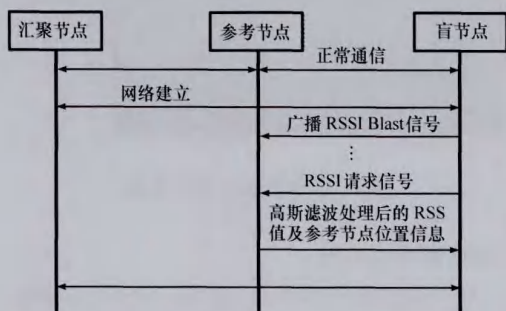 汇聚节点
参考节点
盲节点
正常通信
网络建立
广播 RSSI Blast信号
⋮
RSSI请求信号
高斯滤波处理后的 RSS
值及参考节点位置信息